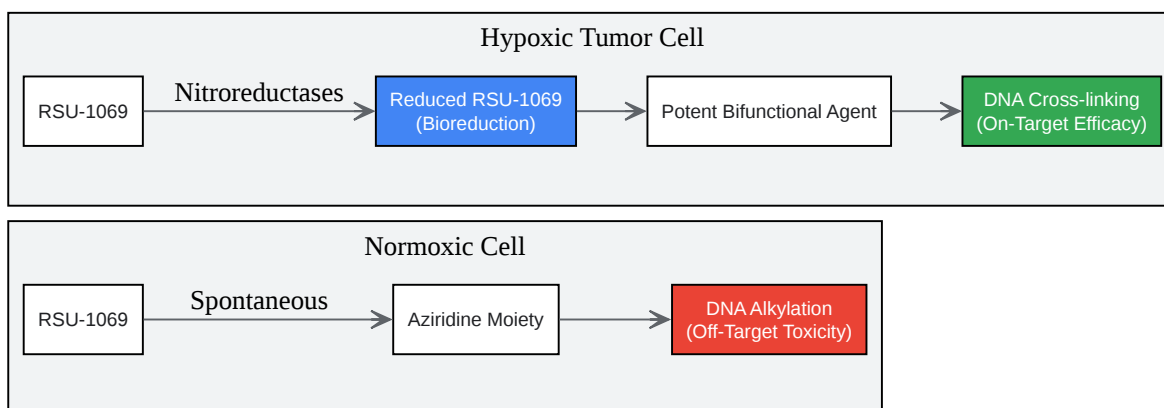 Hypoxic Tumor Cell
RSU-1069
Nitroreductases
Reduced RSU-1069
(Bioreduction)
Potent Bifunctional Agent
DNA Cross-linking
(On-Target Efficacy)
Normoxic Cell
RSU-1069
Spontaneous
Aziridine Moiety
DNA Alkylation
(Off-Target Toxicity)